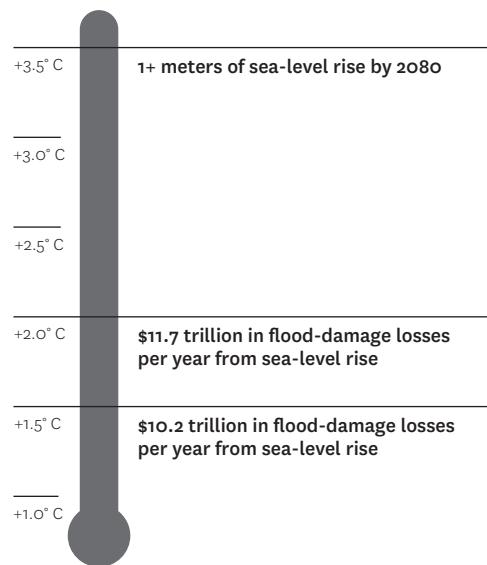 +3.5° C
1+ meters of sea-level rise by 2080
+3.0° C
+2.5° C
+2.0° C
$11.7 trillion in flood-damage losses
per year from sea-level rise
+1.5° C
$10.2 trillion in flood-damage losses
per year from sea-level rise
+1.0° C